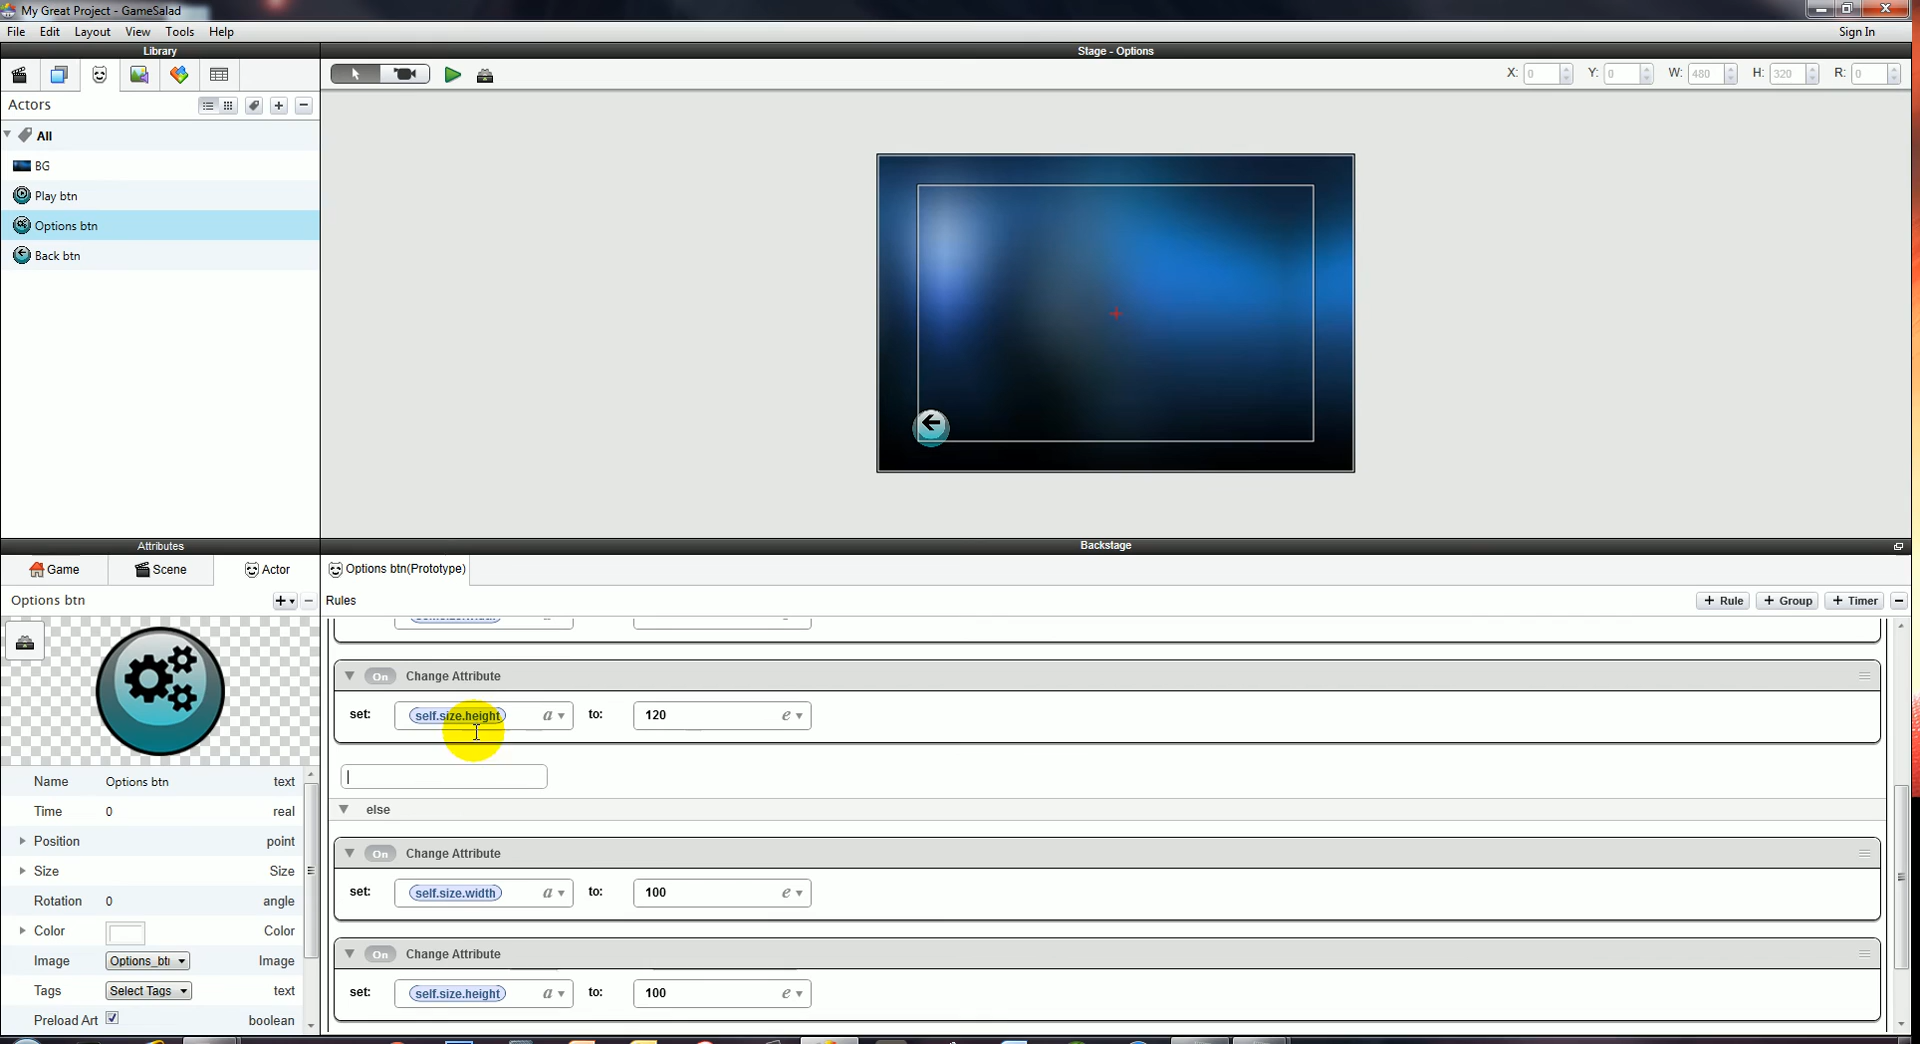 My Great Project - GameSalad
File Edit Layout View Tools Help Sign In
Library Stage - Options
X: 0 Y: 0 W: 480 H: 320 R: 0
Actors
All
BG
Play btn
Options btn
Back btn
Attributes Backstage
Game Scene Actor Options btn(Prototype)
Options btn Rules + Rule + Group + Timer
On Change Attribute
set: self.size.height a to: 120 e
Name Options btn text
else
Time 0 real
Position point
On Change Attribute
Size Size
set: self.size.width a to: 100 e
Rotation 0 angle
Color Color
On Change Attribute
Image Options_bt Image
Tags Select Tags text
set: self.size.height a to: 100 e
Preload Art boolean